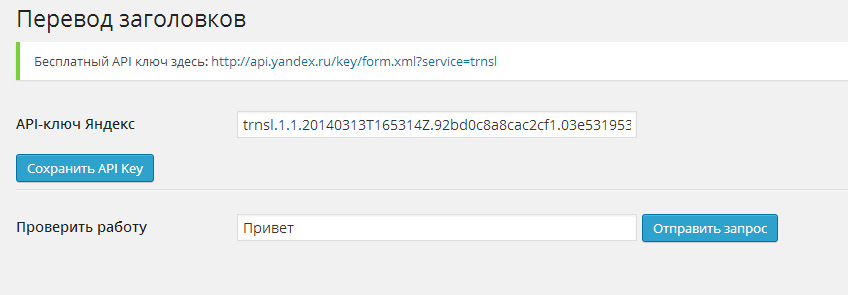 Перевод заголовков
Бесплатный API ключ здесь: http://api.yandex.ru/key/form.xml?service=trnsl
API-ключ Яндекс trnsl.1.1.20140313T165314Z.92bd0c8a8cac2cf1.03e531953
Сохранить API Key
Проверить работу Привет Отправить запрос